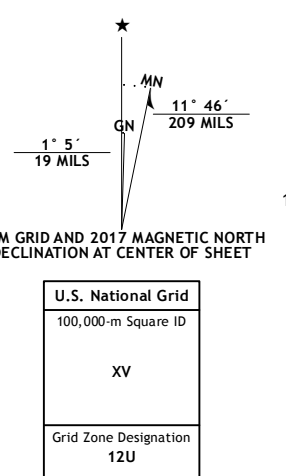 ★
MN
GN
11° 46´
209 MILS
1° 5´
19 MILS
M GRID AND 2017 MAGNETIC NORTH
DECLINATION AT CENTER OF SHEET
U.S. National Grid
100,000-m Square ID
XV
Grid Zone Designation
12U